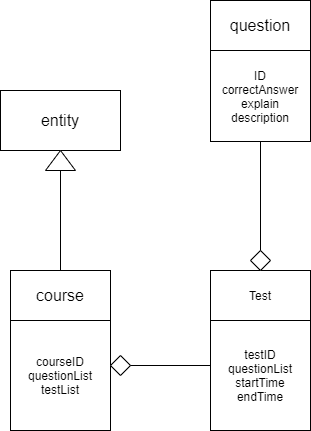 question
ID
correctAnswer
explain
description
entity
course
courseID
questionList
testList
Test
testID
questionList
startTime
endTime